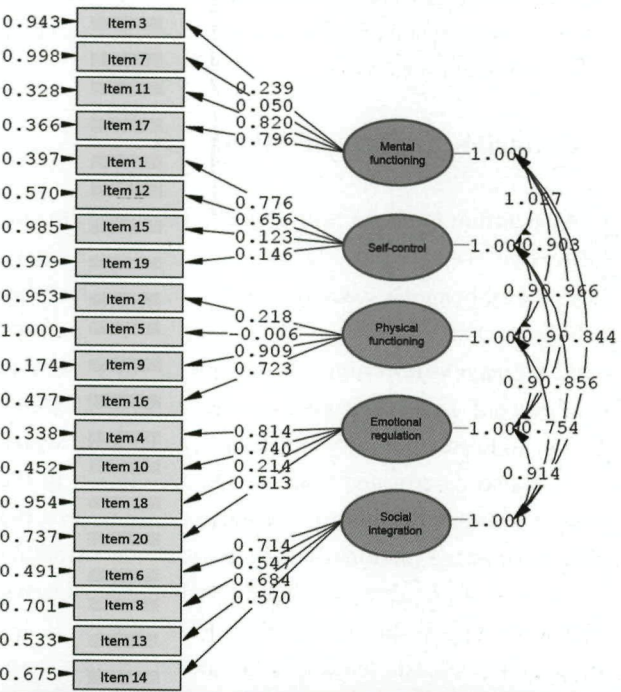 0.943 Item 3
0.998 Item 7
0.328 Item 11
0.366 Item 17
0.397 Item 1
0.570 Item 12
0.985 Item 15
0.979 Item 19
0.953 Item 2
1.000 Item 5
0.174 Item 9
0.477 Item 16
0.338 Item 4
0.452 Item 10
0.954 Item 18
0.737 Item 20
0.491 Item 6
0.701 Item 8
0.533 Item 13
0.675 Item 14
0.239
0.050
0.820
0.796
0.776
0.656
0.123
0.146
0.218
-0.006
0.909
0.723
0.814
0.740
0.214
0.513
0.714
0.547
0.684
0.570
Mental
functioning
1.000
Self-control
1.000
Physical
functioning
1.000
Emotional
regulation
1.000
Social
integration
1.000
0.903
0.966
0.844
0.856
0.754
0.914